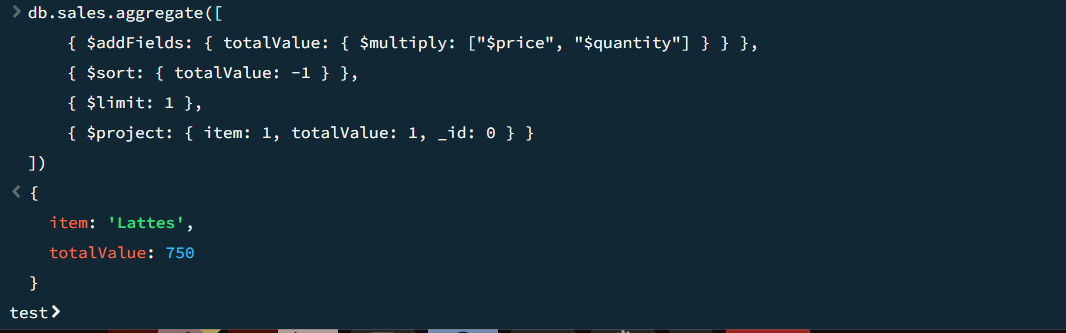 > db.sales.aggregate([
{ $addFields: { totalValue: { $multiply: ["$price", "$quantity"] } } },
{ $sort: { totalValue: -1 } },
{ $limit: 1 },
{ $project: { item: 1, totalValue: 1, _id: 0 } }
])
< {
item: 'Lattes',
totalValue: 750
}
test>